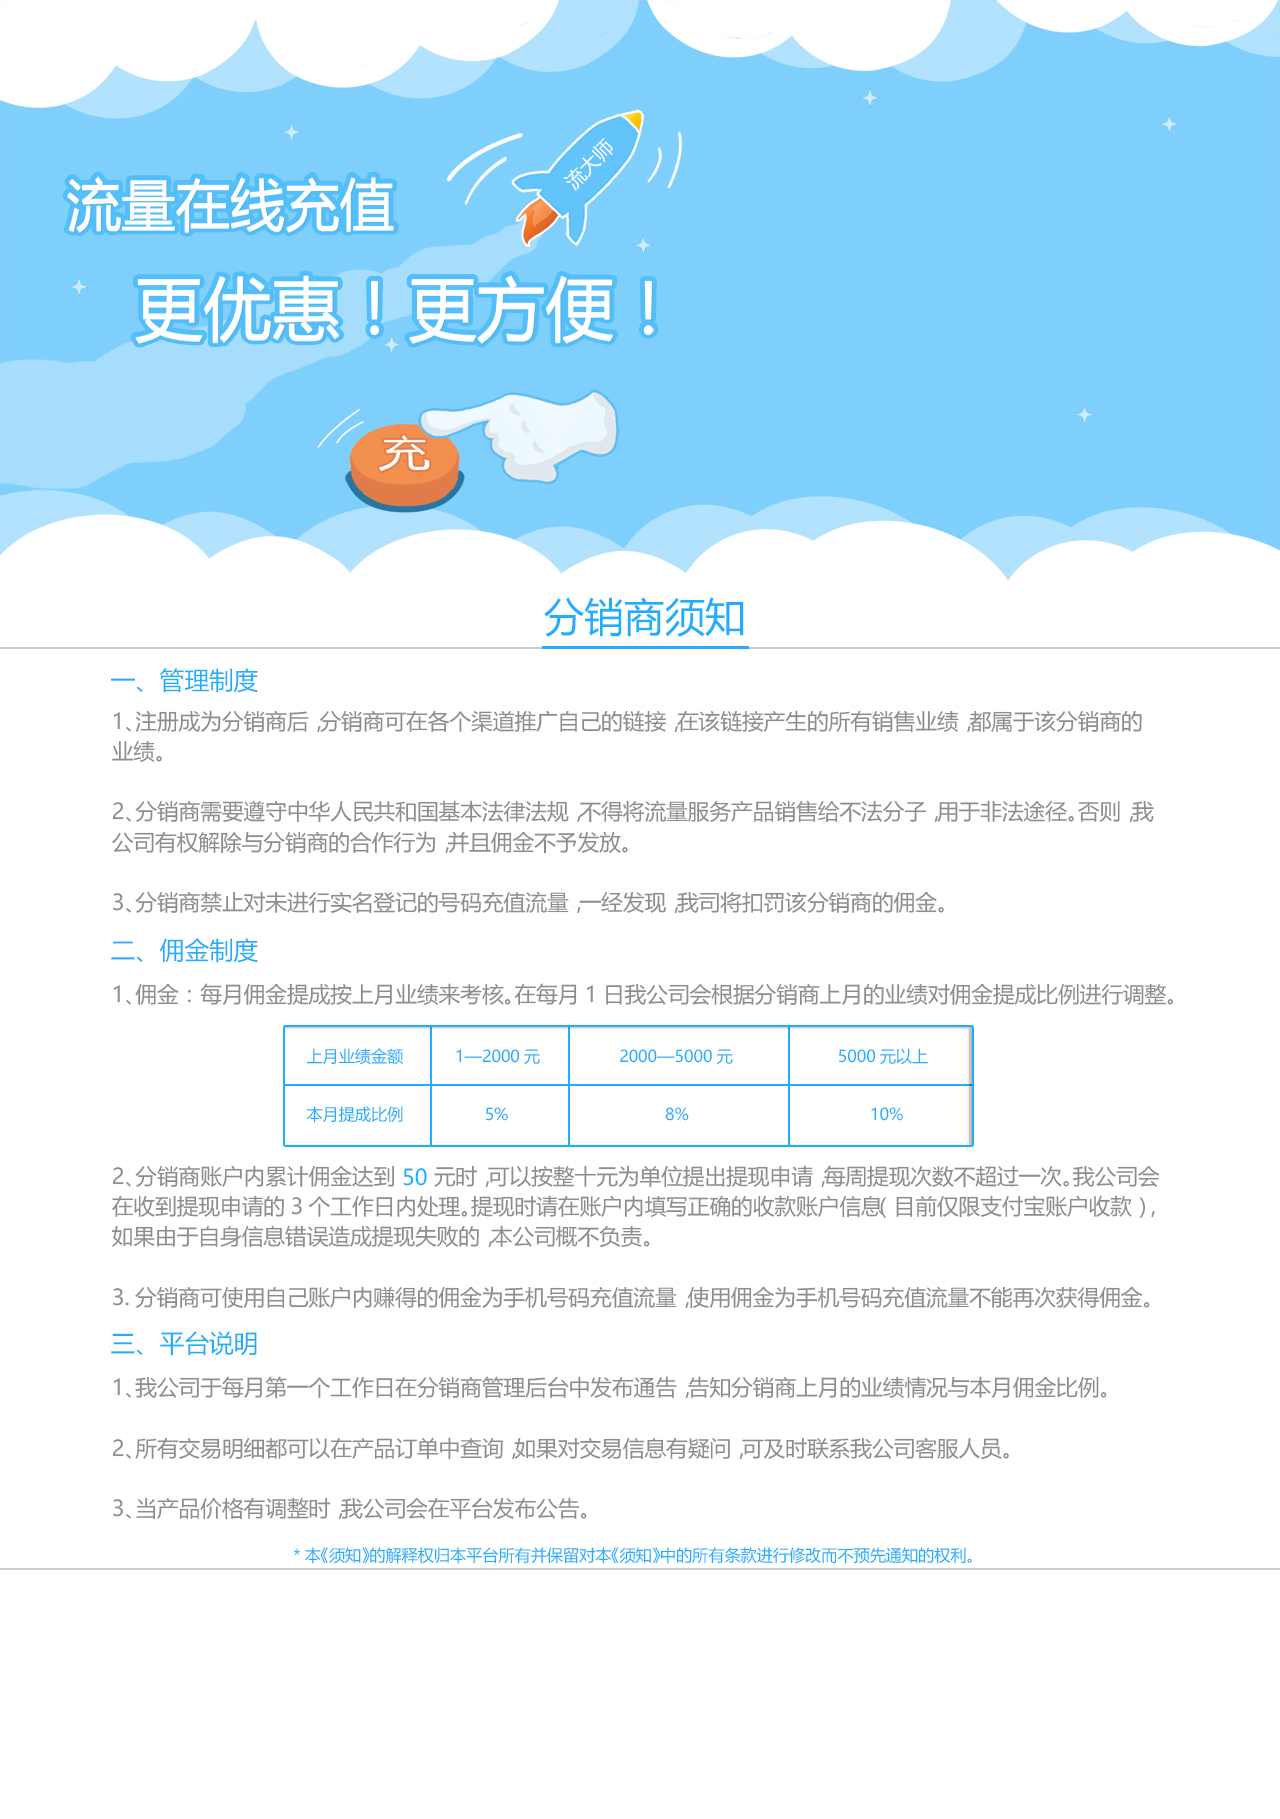 流大师
流量在线充值
更优惠！更方便！
充
分销商须知
一、管理制度
1、注册成为分销商后，分销商可在各个渠道推广自己的链接，在该链接产生的所有销售业绩，都属于该分销商的
业绩。
2、分销商需要遵守中华人民共和国基本法律法规，不得将流量服务产品销售给不法分子，用于非法途径。否则，我
公司有权解除与分销商的合作行为，并且佣金不予发放。
3、分销商禁止对未进行实名登记的号码充值流量，一经发现，我司将扣罚该分销商的佣金。
二、佣金制度
1、佣金：每月佣金提成按上月业绩来考核。在每月1日我公司会根据分销商上月的业绩对佣金提成比例进行调整。
上月业绩金额 1—2000元 2000—5000元 5000元以上
本月提成比例 5% 8% 10%
2、分销商账户内累计佣金达到50元时，可以按整十元为单位提出提现申请，每周提现次数不超过一次。我公司会
在收到提现申请的3个工作日内处理。提现时请在账户内填写正确的收款账户信息（目前仅限支付宝账户收款），
如果由于自身信息错误造成提现失败的，本公司概不负责。
3. 分销商可使用自己账户内赚得的佣金为手机号码充值流量，使用佣金为手机号码充值流量不能再次获得佣金。
三、平台说明
1、我公司于每月第一个工作日在分销商管理后台中发布通告，告知分销商上月的业绩情况与本月佣金比例。
2、所有交易明细都可以在产品订单中查询，如果对交易信息有疑问，可及时联系我公司客服人员。
3、当产品价格有调整时，我公司会在平台发布公告。
* 本《须知》的解释权归本平台所有并保留对本《须知》中的所有条款进行修改而不预先通知的权利。